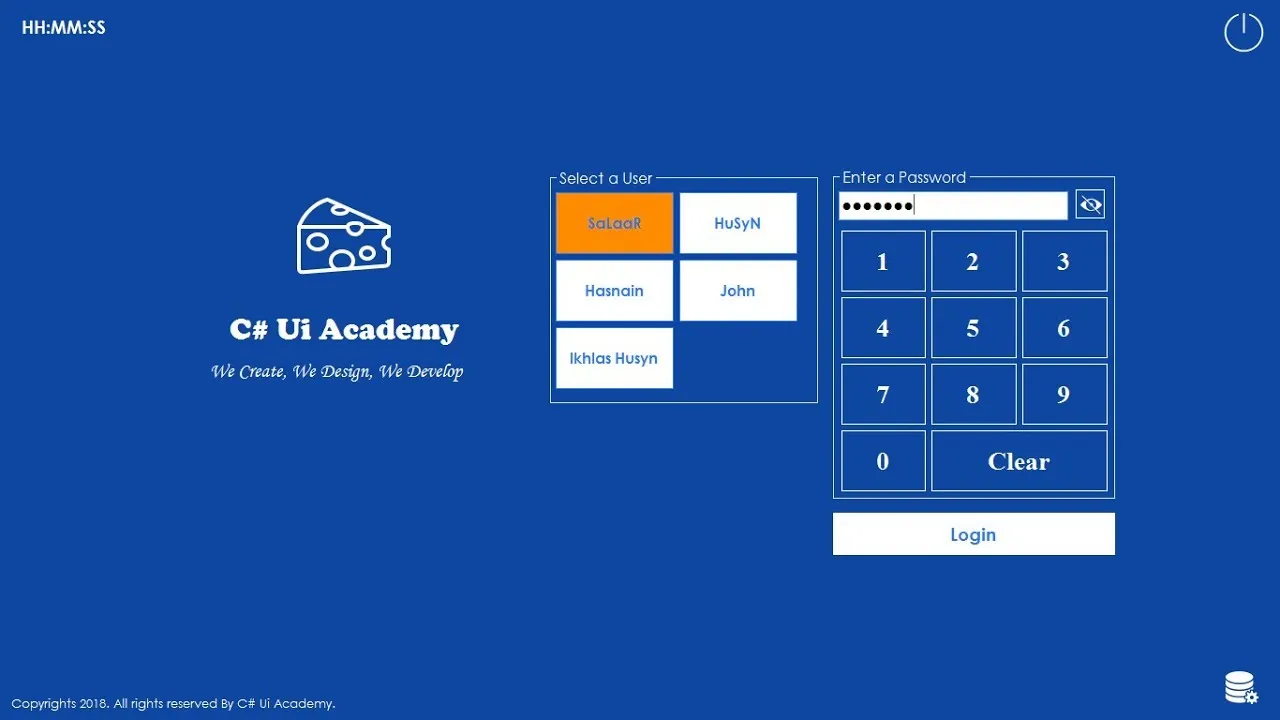 HH:MM:SS
C# Ui Academy
We Create, We Design, We Develop
Select a User
SaLaaR
HuSyN
Hasnain
John
Ikhlas Husyn
Enter a Password
1 2 3
4 5 6
7 8 9
0 Clear
Login
Copyrights 2018. All rights reserved By C# Ui Academy.